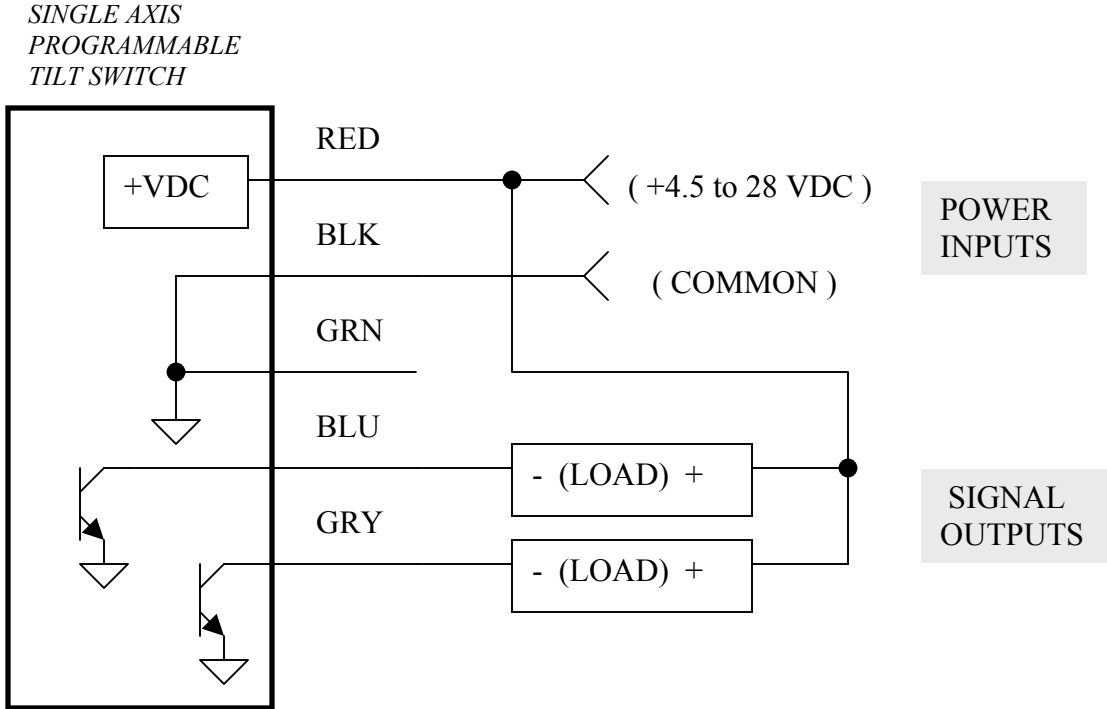 SINGLE AXIS
PROGRAMMABLE
TILT SWITCH
RED
+VDC
( +4.5 to 28 VDC )
POWER
INPUTS
BLK
( COMMON )
GRN
BLU
- (LOAD) +
SIGNAL
OUTPUTS
GRY
- (LOAD) +